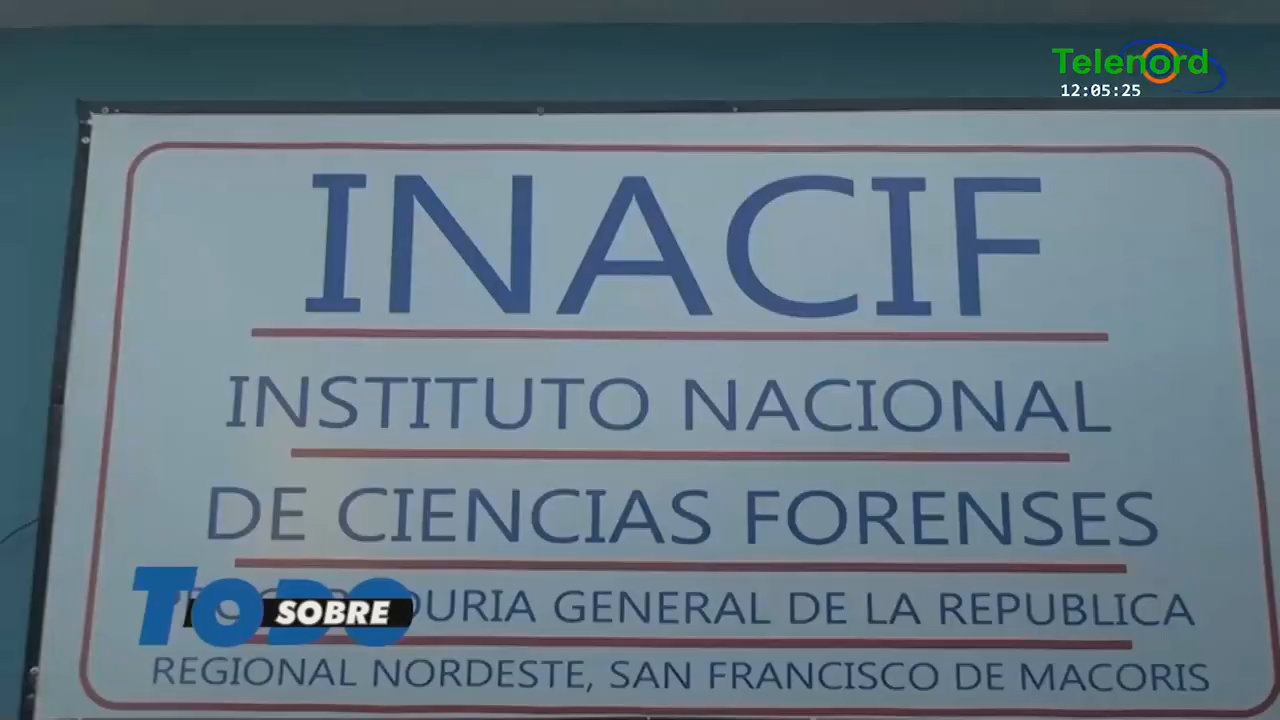 Telenord
12:05:25
INACIF
INSTITUTO NACIONAL
DE CIENCIAS FORENSES
GENERAL DE LA REPUBLICA
TODO SOBRE
REGIONAL NORDESTE, SAN FRANCISCO DE MACORIS